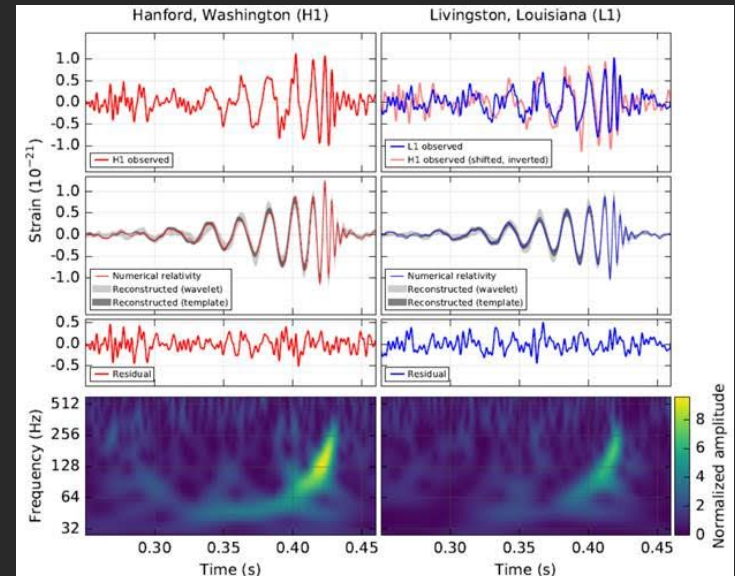 Hanford, Washington (H1)
Livingston, Louisiana (L1)
Strain (10⁻²¹)
1.0
0.5
0.0
-0.5
-1.0
H1 observed
L1 observed
H1 observed (shifted, inverted)
1.0
0.5
0.0
-0.5
-1.0
Numerical relativity
Reconstructed (wavelet)
Reconstructed (template)
Numerical relativity
Reconstructed (wavelet)
Reconstructed (template)
0.5
0.0
-0.5
Residual
Residual
Frequency (Hz)
512
256
128
64
32
0.30
0.35
0.40
0.45
Time (s)
0.30
0.35
0.40
0.45
Time (s)
8
6
4
2
0
Normalized amplitude